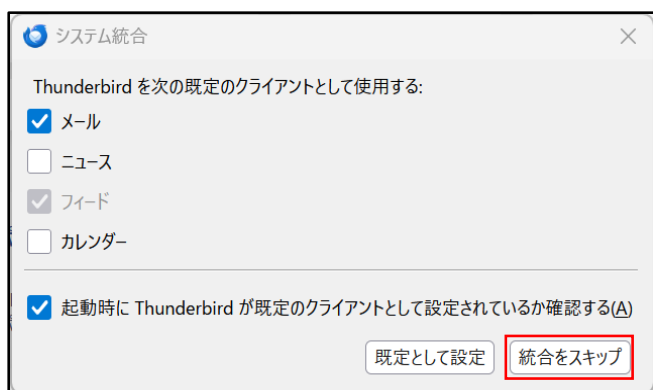 システム統合
Thunderbird を次の既定のクライアントとして使用する:
メール
ニュース
フィード
カレンダー
起動時に Thunderbird が既定のクライアントとして設定されているか確認する(A)
既定として設定
統合をスキップ